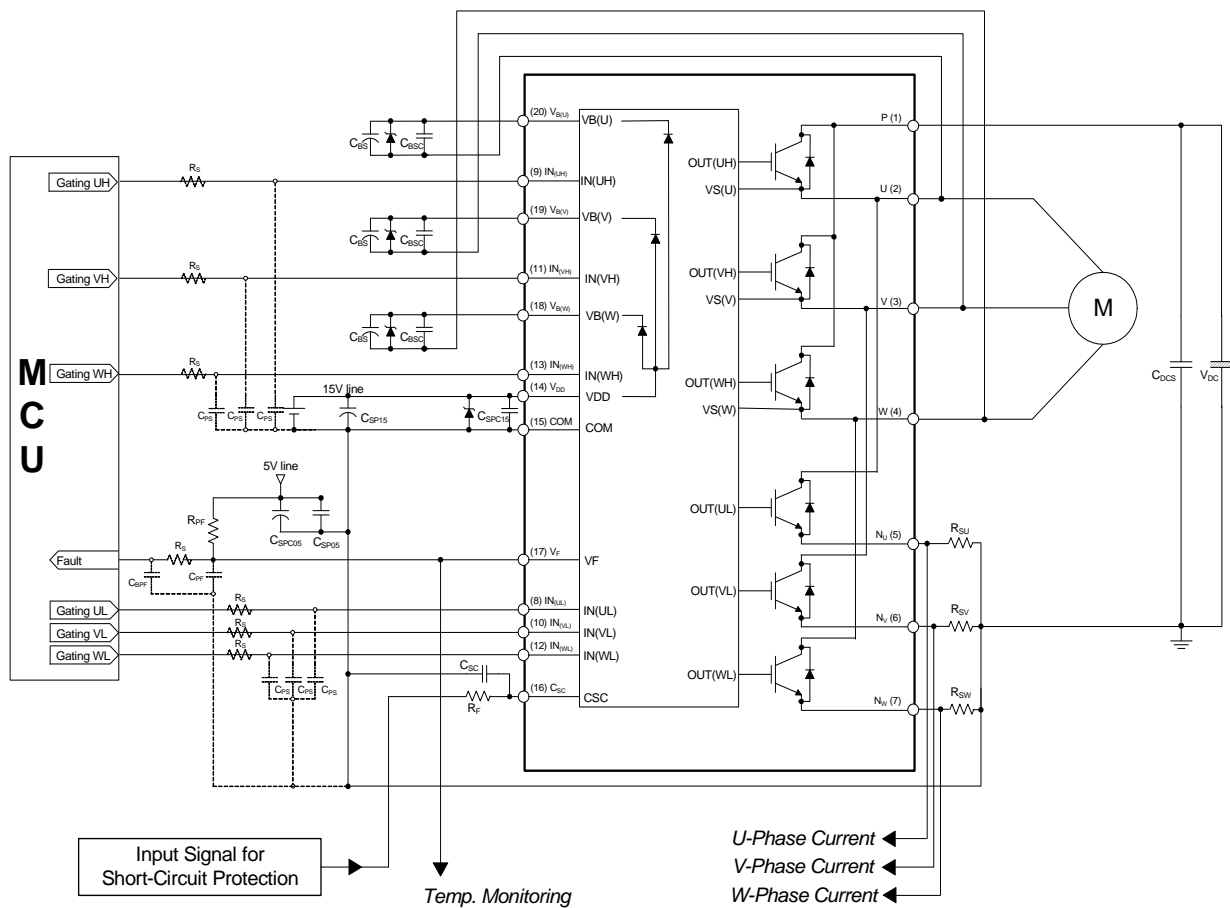 (20) VB(U)
VB(U)
P (1)
CBS
CBSC
RS
Gating UH
(9) IN(UH)
IN(UH)
OUT(UH)
VS(U)
U (2)
(19) VB(V)
VB(V)
CBS
CBSC
RS
Gating VH
(11) IN(VH)
IN(VH)
OUT(VH)
VS(V)
V (3)
M
(18) VB(W)
VB(W)
CBS
CBSC
RS
Gating WH
(13) IN(WH)
IN(WH)
OUT(WH)
VS(W)
W (4)
CDCS
VDC
MCU
15V line
(14) VDD
VDD
CPS
CPS
CPS
CSP15
CSPC15
(15) COM
COM
5V line
RPF
CSPC05
CSP05
OUT(UL)
NU (5)
RSU
Fault
RS
CBPF
CPF
(17) VF
VF
Gating UL
RS
(8) IN(UL)
IN(UL)
OUT(VL)
NV (6)
RSV
Gating VL
RS
(10) IN(VL)
IN(VL)
Gating WL
RS
(12) IN(WL)
IN(WL)
CPS
CPS
CPS
CSC
RF
(16) CSC
CSC
OUT(WL)
NW (7)
RSW
Input Signal for
Short-Circuit Protection
Temp. Monitoring
U-Phase Current
V-Phase Current
W-Phase Current